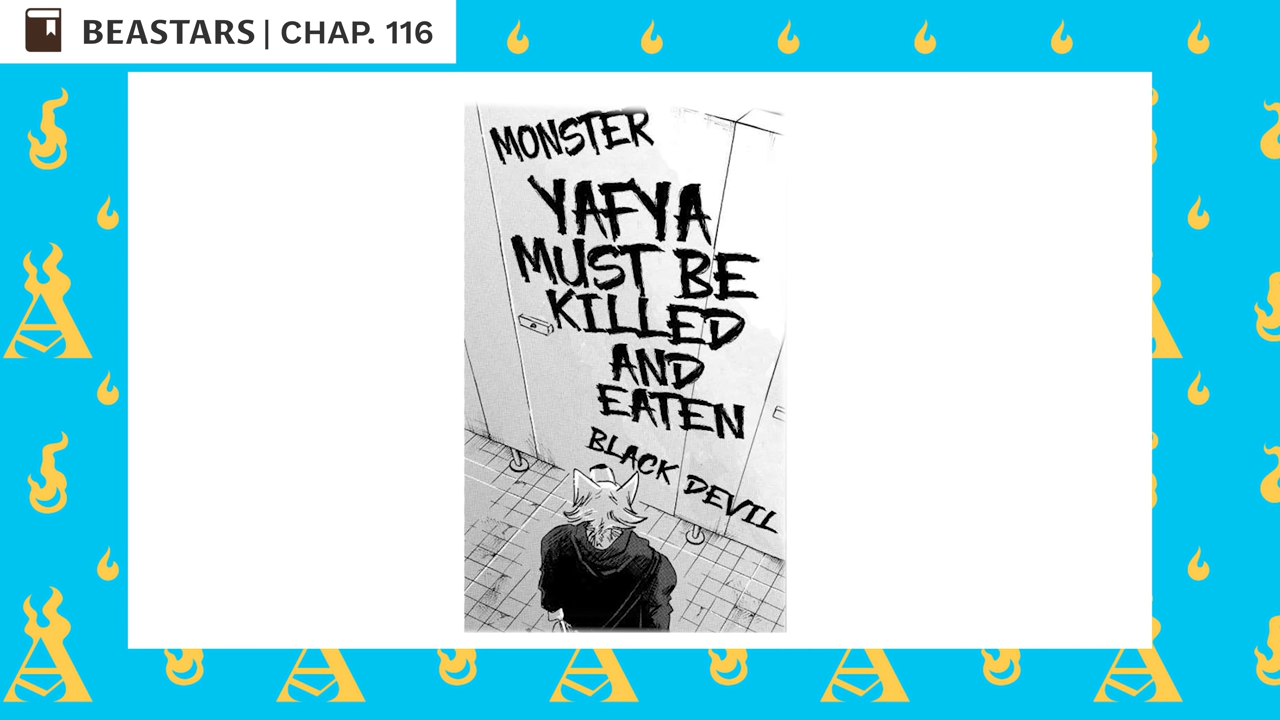 BEASTARS | CHAP. 116
MONSTER
YAFYA
MUST BE
KILLED
AND
EATEN
BLACK DEVIL